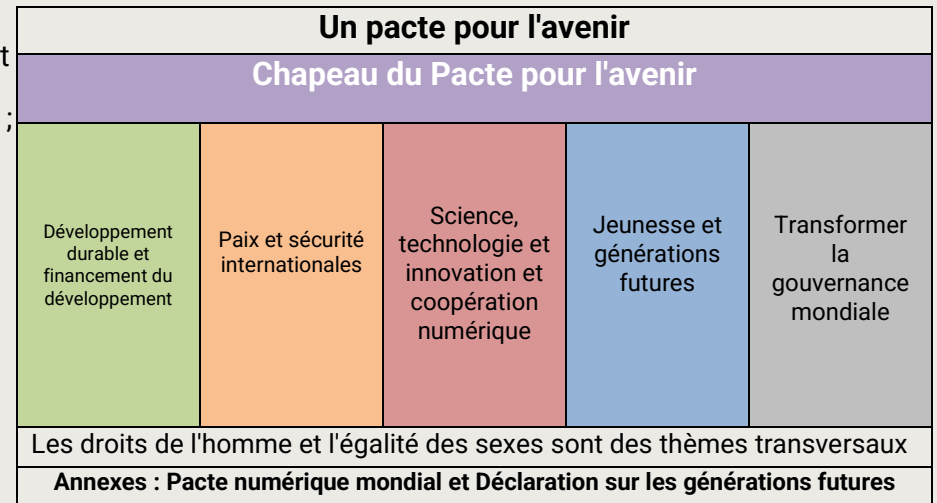 Un pacte pour l'avenir
t
Chapeau du Pacte pour l'avenir
;
Développement
durable et
financement du
développement
Paix et sécurité
internationales
Science,
technologie et
innovation et
coopération
numérique
Jeunesse et
générations
futures
Transformer
la
gouvernance
mondiale
Les droits de l'homme et l'égalité des sexes sont des thèmes transversaux
Annexes : Pacte numérique mondial et Déclaration sur les générations futures